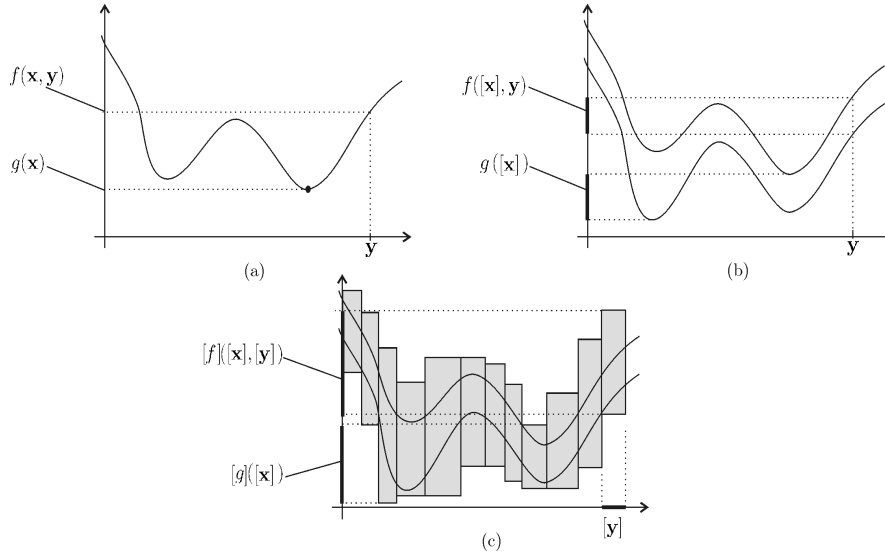 f(x, y)
g(x)
y
(a)
f([x], y)
g([x])
y
(b)
[f]([x], [y])
[g]([x])
[y]
(c)